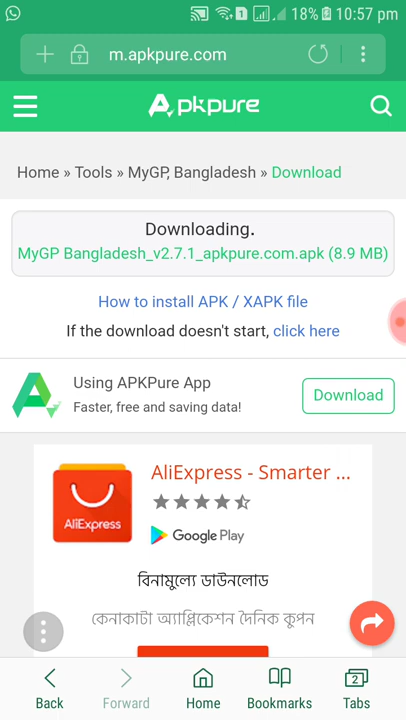 1 18% 10:57 pm
m.apkpure.com
Apkpure
Home » Tools » MyGP, Bangladesh » Download
Downloading.
MyGP Bangladesh_v2.7.1_apkpure.com.apk (8.9 MB)
How to install APK / XAPK file
If the download doesn't start, click here
Using APKPure App
Faster, free and saving data!
Download
AliExpress - Smarter ...
AliExpress
Google Play
বিনামুল্যে ডাউনলোড
কেনাকাটা অ্যাপ্লিকেশন দৈনিক কুপন
Back Forward Home Bookmarks 2 Tabs